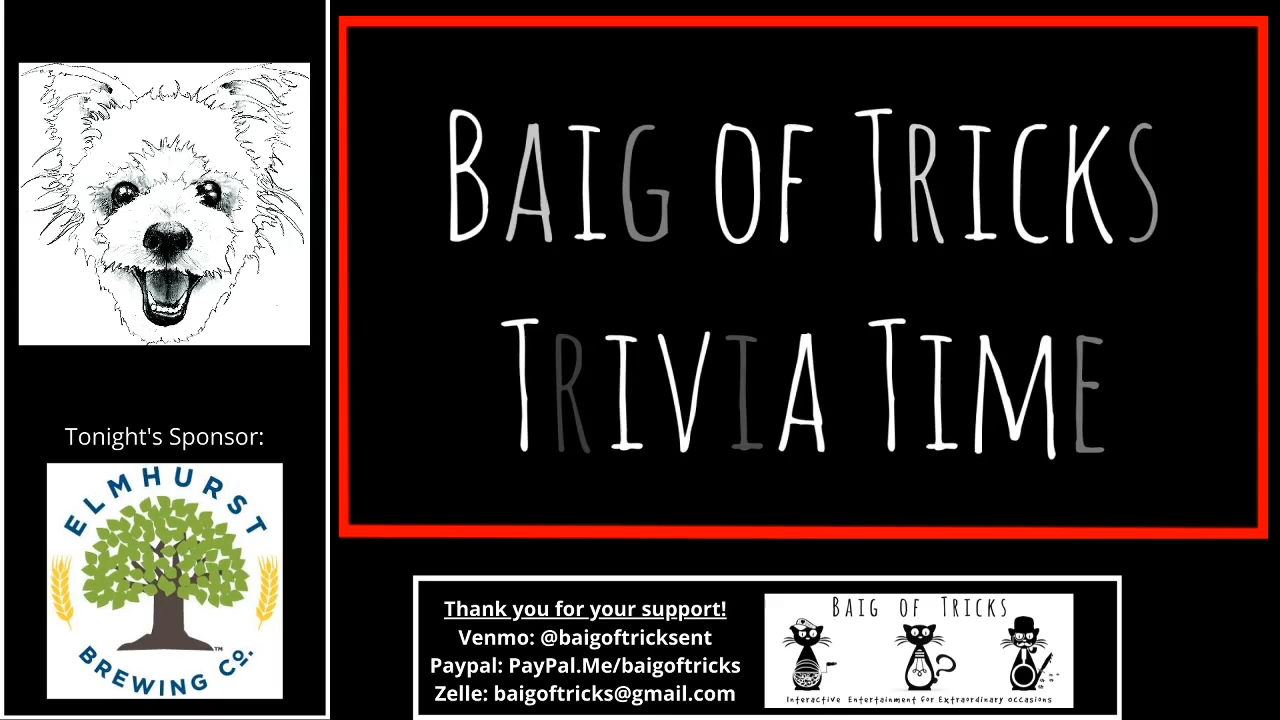 BAIG OF TRICKS
TRIVIA TIME
Tonight's Sponsor:
ELMHURST
BREWING CO.
TM
Thank you for your support!
Venmo: @baigoftricksent
Paypal: PayPal.Me/baigoftricks
Zelle: baigoftricks@gmail.com
BAIG OF TRICKS
Interactive Entertainment for Extraordinary occasions